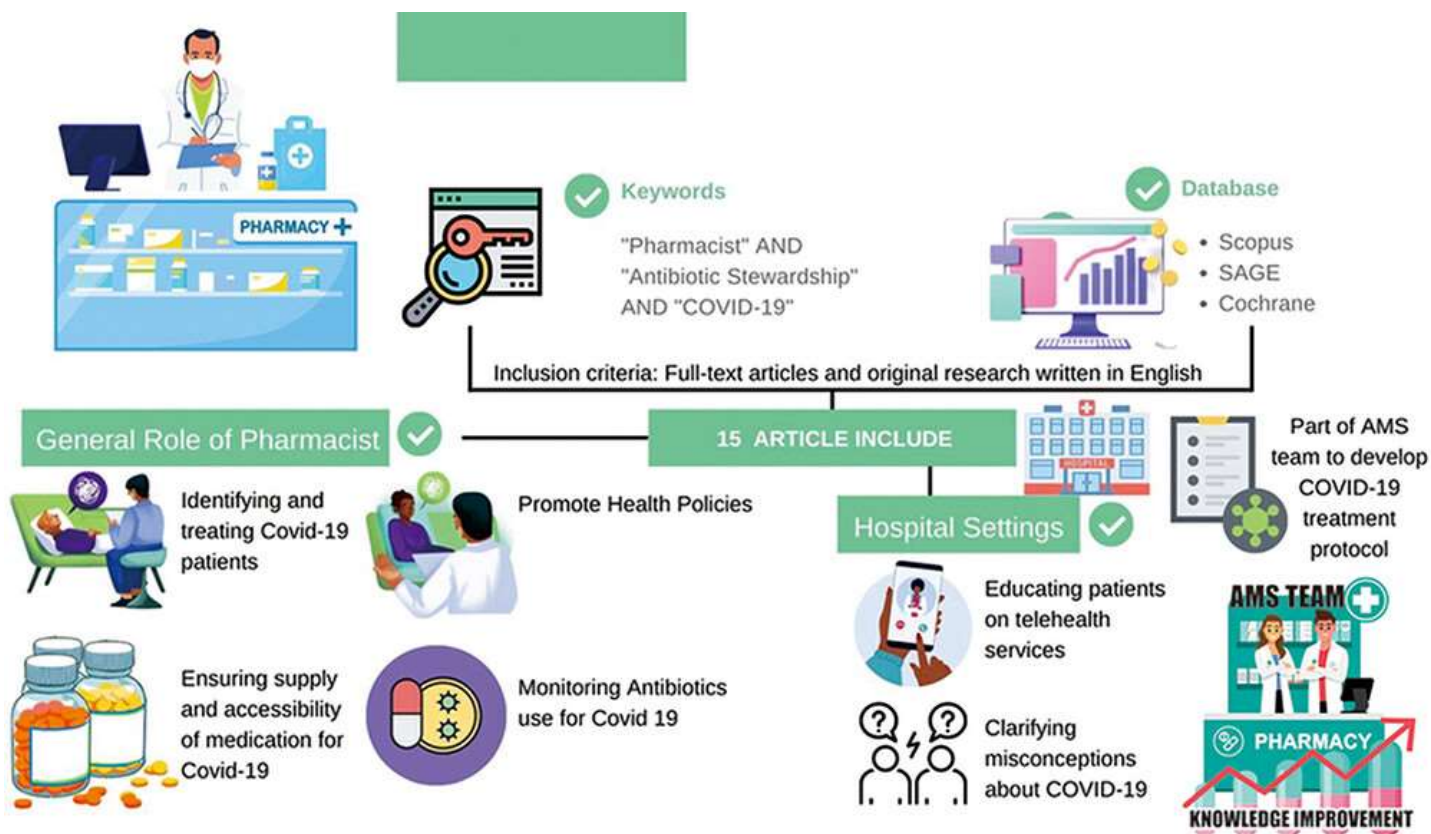 PHARMACY +
Keywords
"Pharmacist" AND
"Antibiotic Stewardship"
AND "COVID-19"
Database
• Scopus
• SAGE
• Cochrane
Inclusion criteria: Full-text articles and original research written in English
15 ARTICLE INCLUDE
General Role of Pharmacist
Identifying and
treating Covid-19
patients
Promote Health Policies
Ensuring supply
and accessibility
of medication for
Covid-19
Monitoring Antibiotics
use for Covid 19
HOSPITAL
Hospital Settings
Part of AMS
team to develop
COVID-19
treatment
protocol
Educating patients
on telehealth
services
Clarifying
misconceptions
about COVID-19
AMS TEAM
PHARMACY
KNOWLEDGE IMPROVEMENT